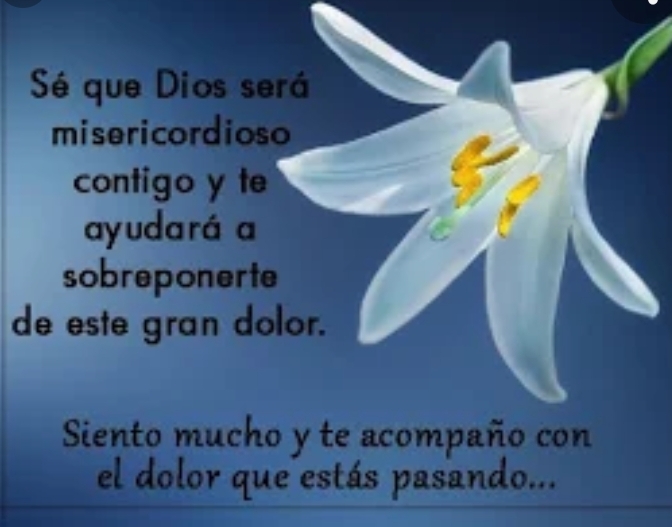 Sé que Dios será
misericordioso
contigo y te
ayudará a
sobreponerte
de este gran dolor.
Siento mucho y te acompaño con
el dolor que estás pasando...